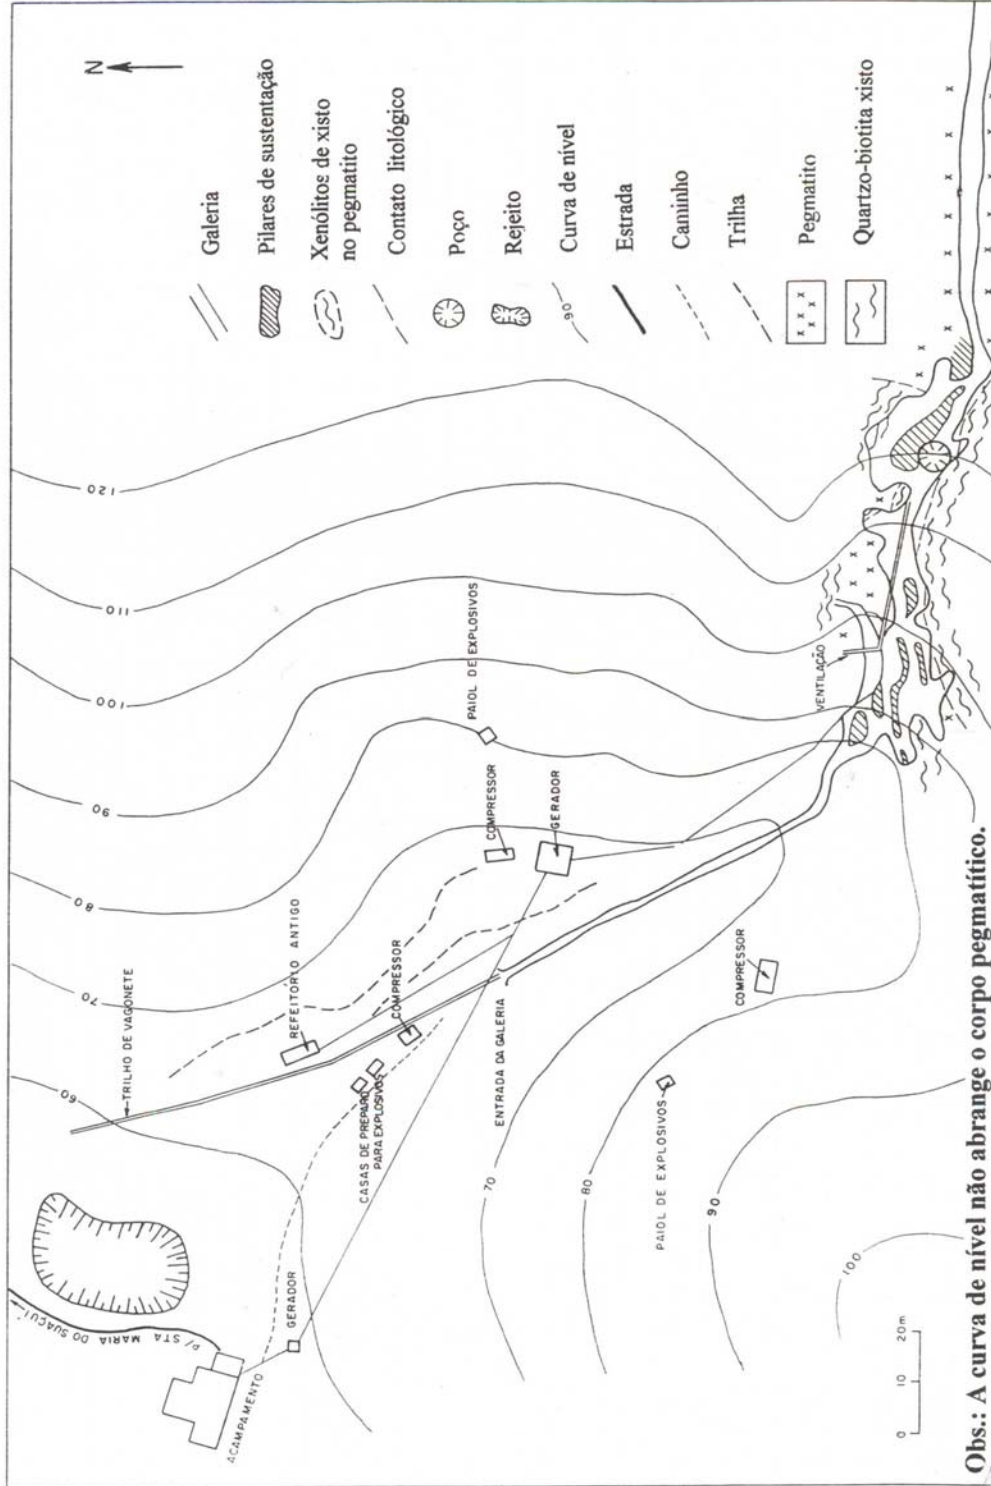 N
Galeria
Pilares de sustentação
Xenólitos de xisto
no pegmatito
Contato litológico
Poço
Rejeito
90
Curva de nível
Estrada
Caminho
Trilha
x x x
x x x
Pegmatito
Quartzo-biotita xisto
120
110
100
90
80
70
60
TRILHO DE VAGONETE
REFEITORIO ANTIGO
PAIOL DE EXPLOSIVOS
COMPRESSOR
GERADOR
COMPRESSOR
CASAS DE PREPARO
PARA EXPLOSIVOS
ENTRADA DA GALERIA
VENTILAÇÃO
COMPRESSOR
PAIOL DE EXPLOSIVOS
P/ STA MARIA DO SUAÇUÍ
ACAMPAMENTO
GERADOR
70
80
90
100
0 10 20m
Obs.: A curva de nível não abrange o corpo pegmatítico.